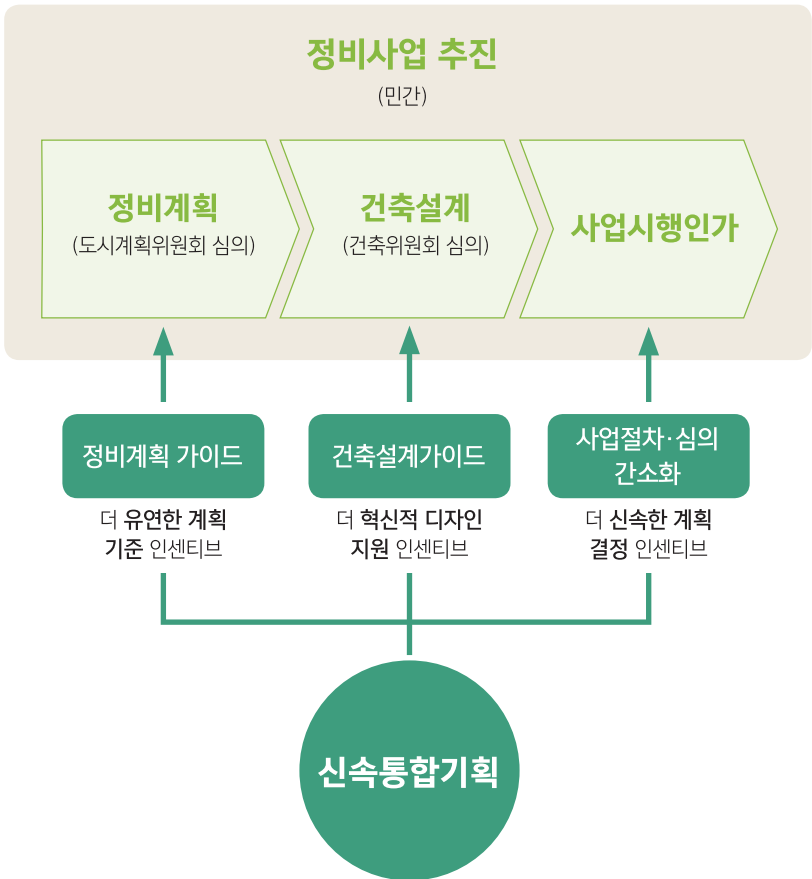 정비사업 추진
(민간)
정비계획
(도시계획위원회 심의)
건축설계
(건축위원회 심의)
사업시행인가
정비계획 가이드
더 유연한 계획
기준 인센티브
건축설계가이드
더 혁신적 디자인
지원 인센티브
사업절차·심의
간소화
더 신속한 계획
결정 인센티브
신속통합기획